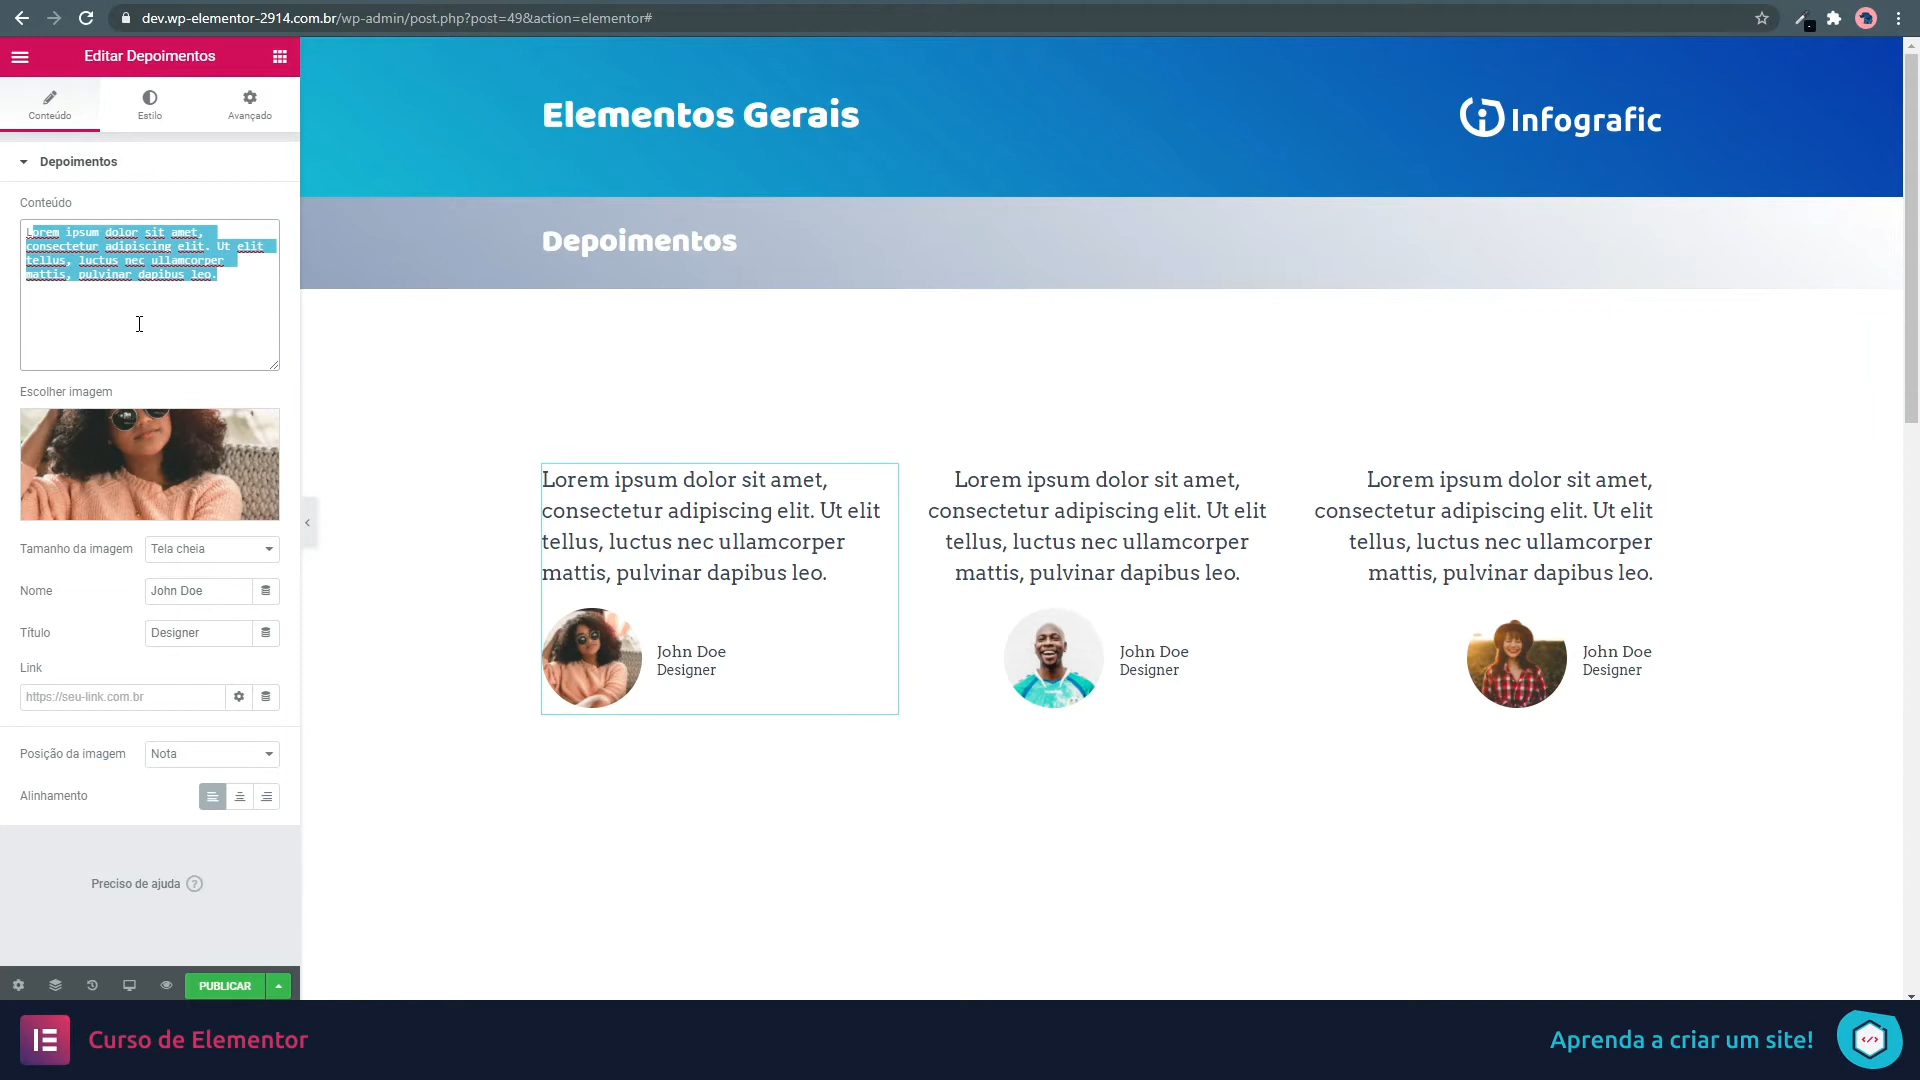 dev.wp-elementor-2914.com.br/wp-admin/post.php?post=49&action=elementor#
Editar Depoimentos
Conteúdo
Estilo
Avançado
Depoimentos
Conteúdo
Lorem ipsum dolor sit amet,
consectetur adipiscing elit. Ut elit
tellus, luctus nec ullamcorper
mattis, pulvinar dapibus leo.
Escolher imagem
Tamanho da imagem
Tela cheia
Nome
John Doe
Título
Designer
Link
https://seu-link.com.br
Posição da imagem
Nota
Alinhamento
Preciso de ajuda ?
PUBLICAR
Elementos Gerais
Infografic
Depoimentos
Lorem ipsum dolor sit amet,
consectetur adipiscing elit. Ut elit
tellus, luctus nec ullamcorper
mattis, pulvinar dapibus leo.
John Doe
Designer
Lorem ipsum dolor sit amet,
consectetur adipiscing elit. Ut elit
tellus, luctus nec ullamcorper
mattis, pulvinar dapibus leo.
John Doe
Designer
Lorem ipsum dolor sit amet,
consectetur adipiscing elit. Ut elit
tellus, luctus nec ullamcorper
mattis, pulvinar dapibus leo.
John Doe
Designer
Curso de Elementor
Aprenda a criar um site!